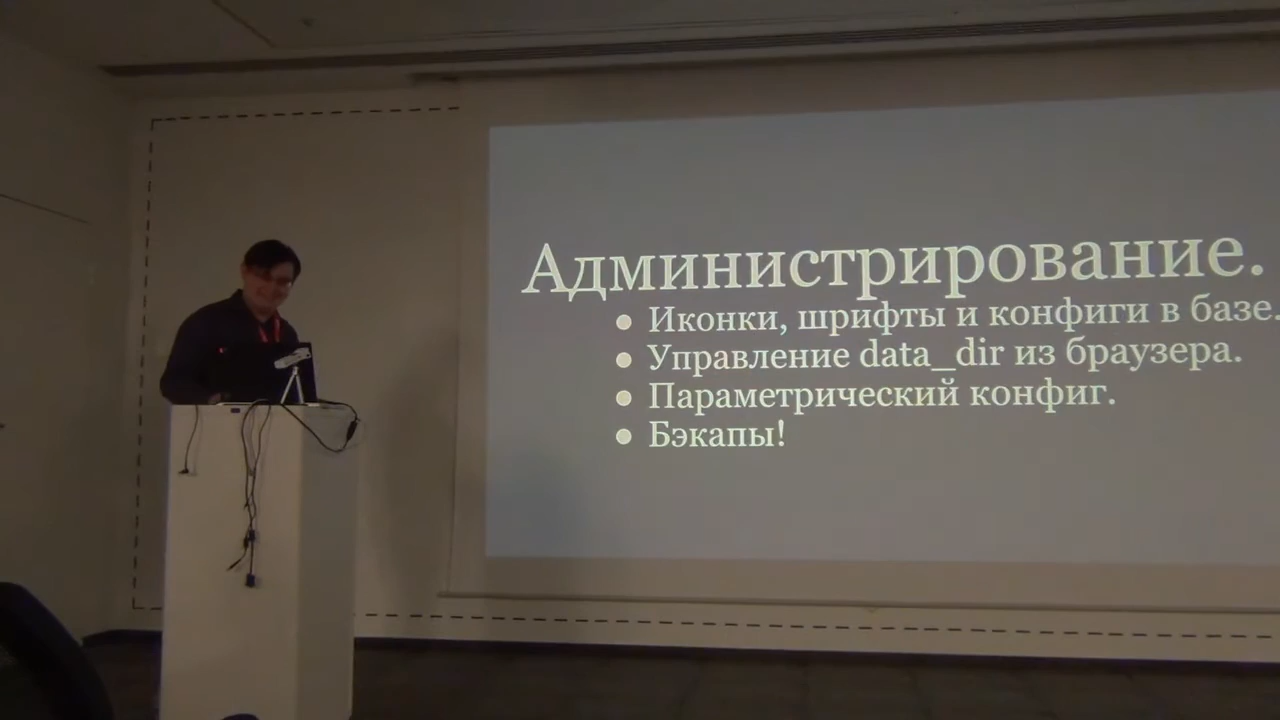 Администрирование.
● Иконки, шрифты и конфиги в базе.
● Управление data_dir из браузера.
● Параметрический конфиг.
● Бэкапы!